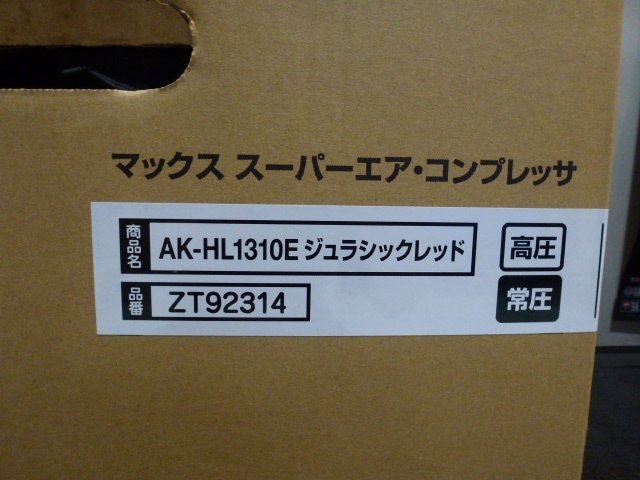 マックス スーパーエア・コンプレッサ
商品名 AK-HL1310E ジュラシックレッド 高圧
品番 ZT92314 常圧